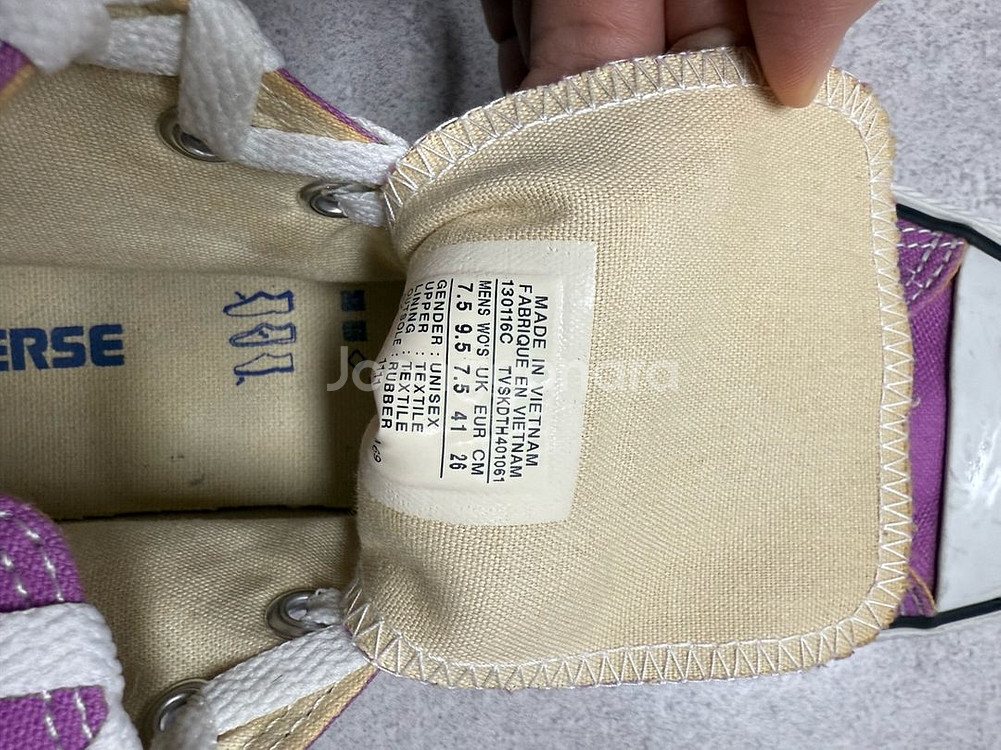 MADE IN VIETNAM
FABRIQUE EN VIETNAM
130116C TVSKDTH401061
MENS WO'S UK EUR CM
7.5 9.5 7.5 41 26
GENDER : UNISEX
UPPER : TEXTILE
LINING : TEXTILE
OUTSOLE : RUBBER
ERSE